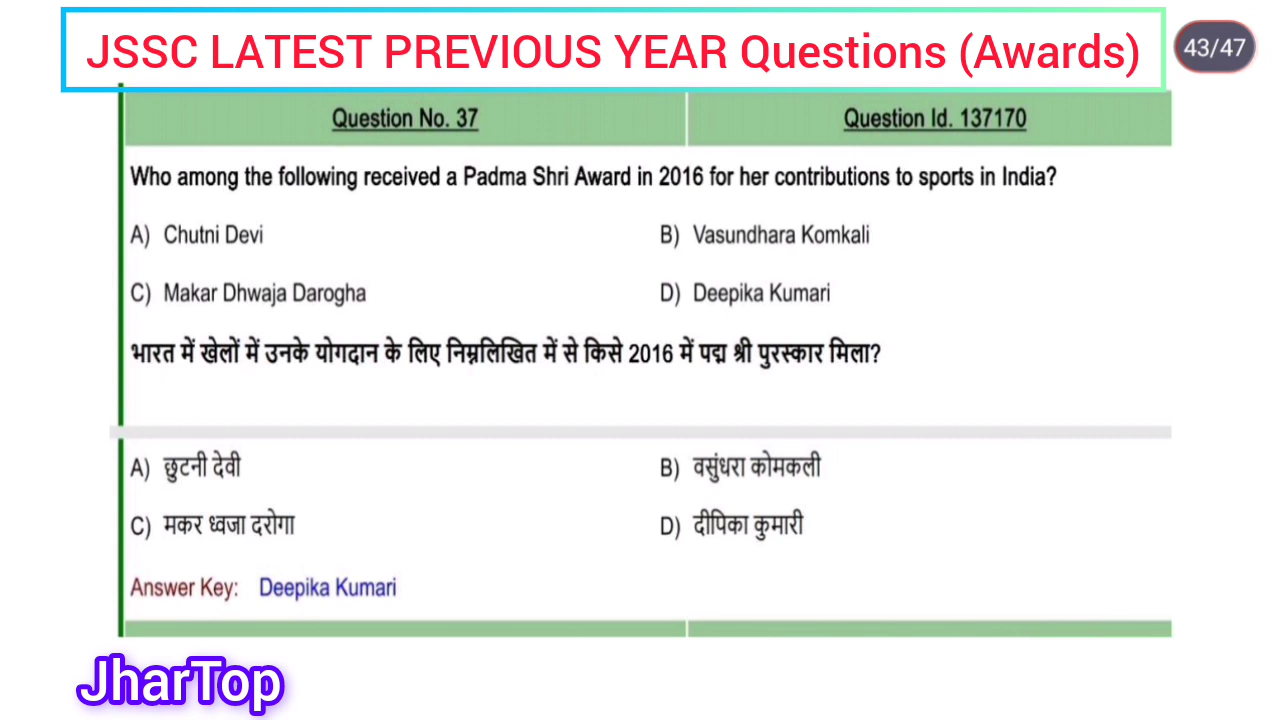 JSSC LATEST PREVIOUS YEAR Questions (Awards)
43/47
Question No. 37
Question Id. 137170
Who among the following received a Padma Shri Award in 2016 for her contributions to sports in India?
A) Chutni Devi
B) Vasundhara Komkali
C) Makar Dhwaja Darogha
D) Deepika Kumari
भारत में खेलों में उनके योगदान के लिए निम्नलिखित में से किसे 2016 में पद्म श्री पुरस्कार मिला?
A) छुटनी देवी
B) वसुंधरा कोमकली
C) मकर ध्वजा दरोगा
D) दीपिका कुमारी
Answer Key: Deepika Kumari
JharTop